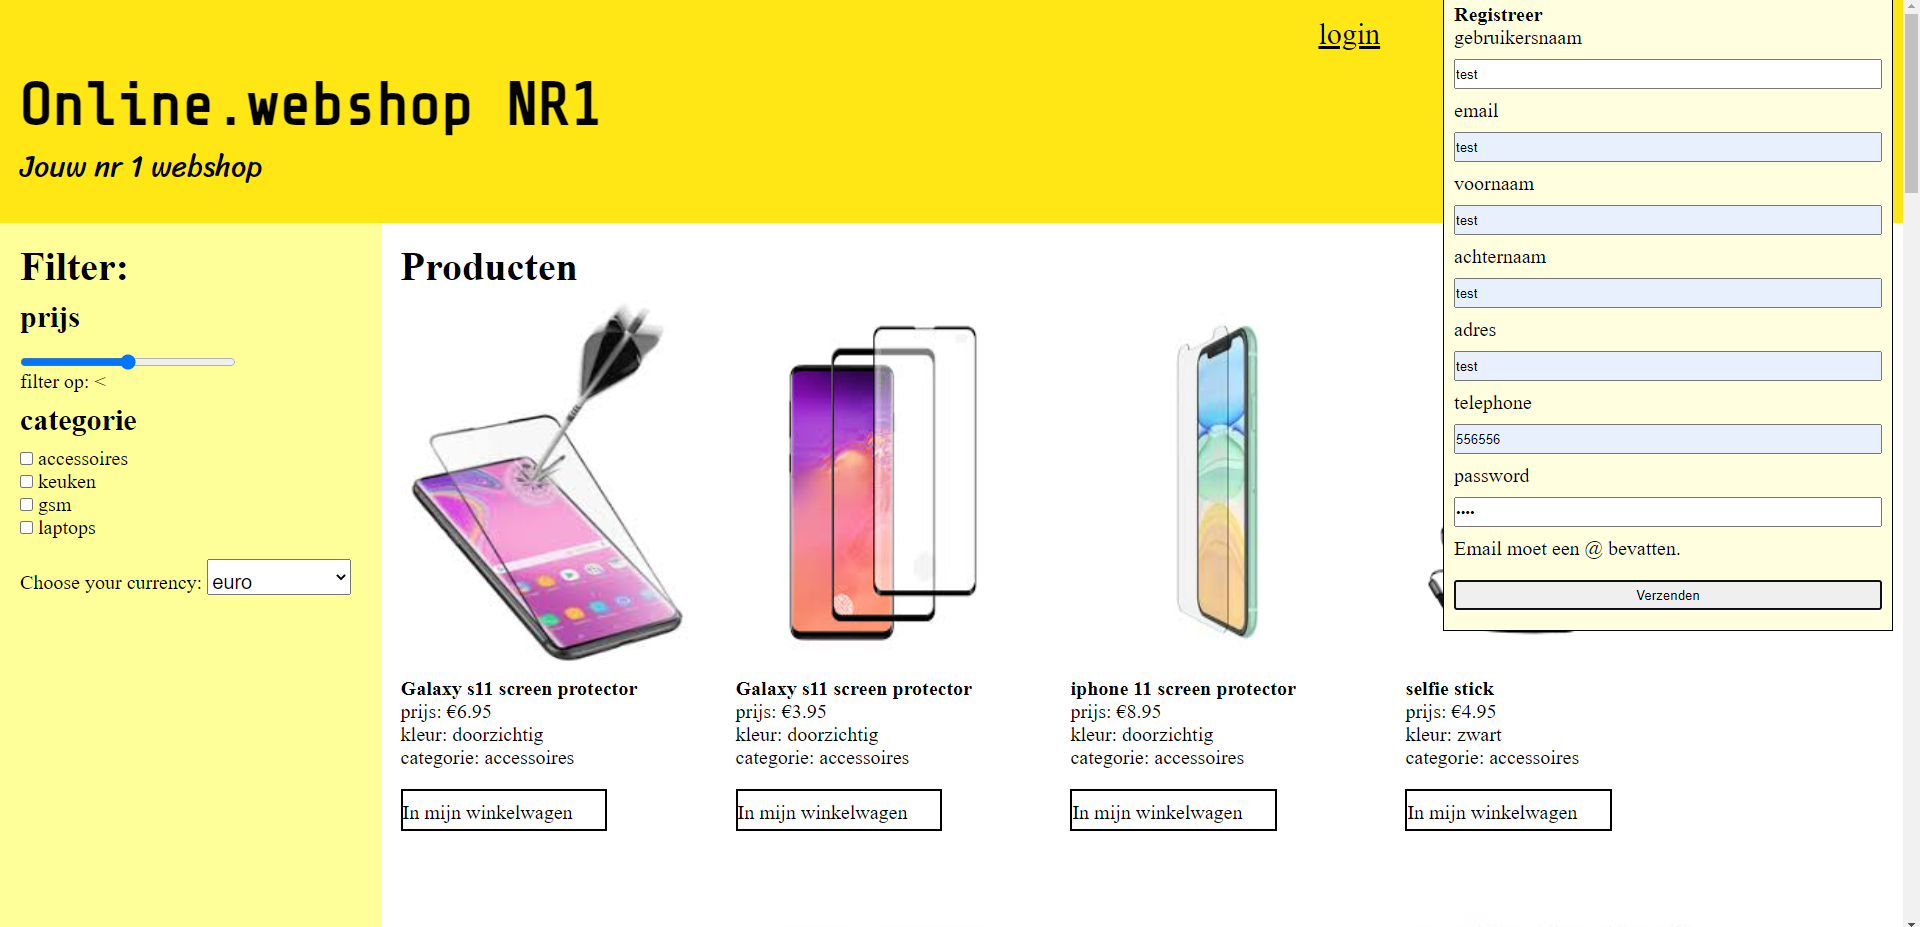 login
Online.webshop NR1
Jouw nr 1 webshop
Registreer
gebruikersnaam
test
email
test
voornaam
test
achternaam
test
adres
test
telephone
556556
password
••••
Email moet een @ bevatten.
Verzenden
Filter:
prijs
filter op: <
categorie
accessoires
keuken
gsm
laptops
Choose your currency: euro
Producten
Galaxy s11 screen protector
prijs: €6.95
kleur: doorzichtig
categorie: accessoires
In mijn winkelwagen
Galaxy s11 screen protector
prijs: €3.95
kleur: doorzichtig
categorie: accessoires
In mijn winkelwagen
iphone 11 screen protector
prijs: €8.95
kleur: doorzichtig
categorie: accessoires
In mijn winkelwagen
selfie stick
prijs: €4.95
kleur: zwart
categorie: accessoires
In mijn winkelwagen